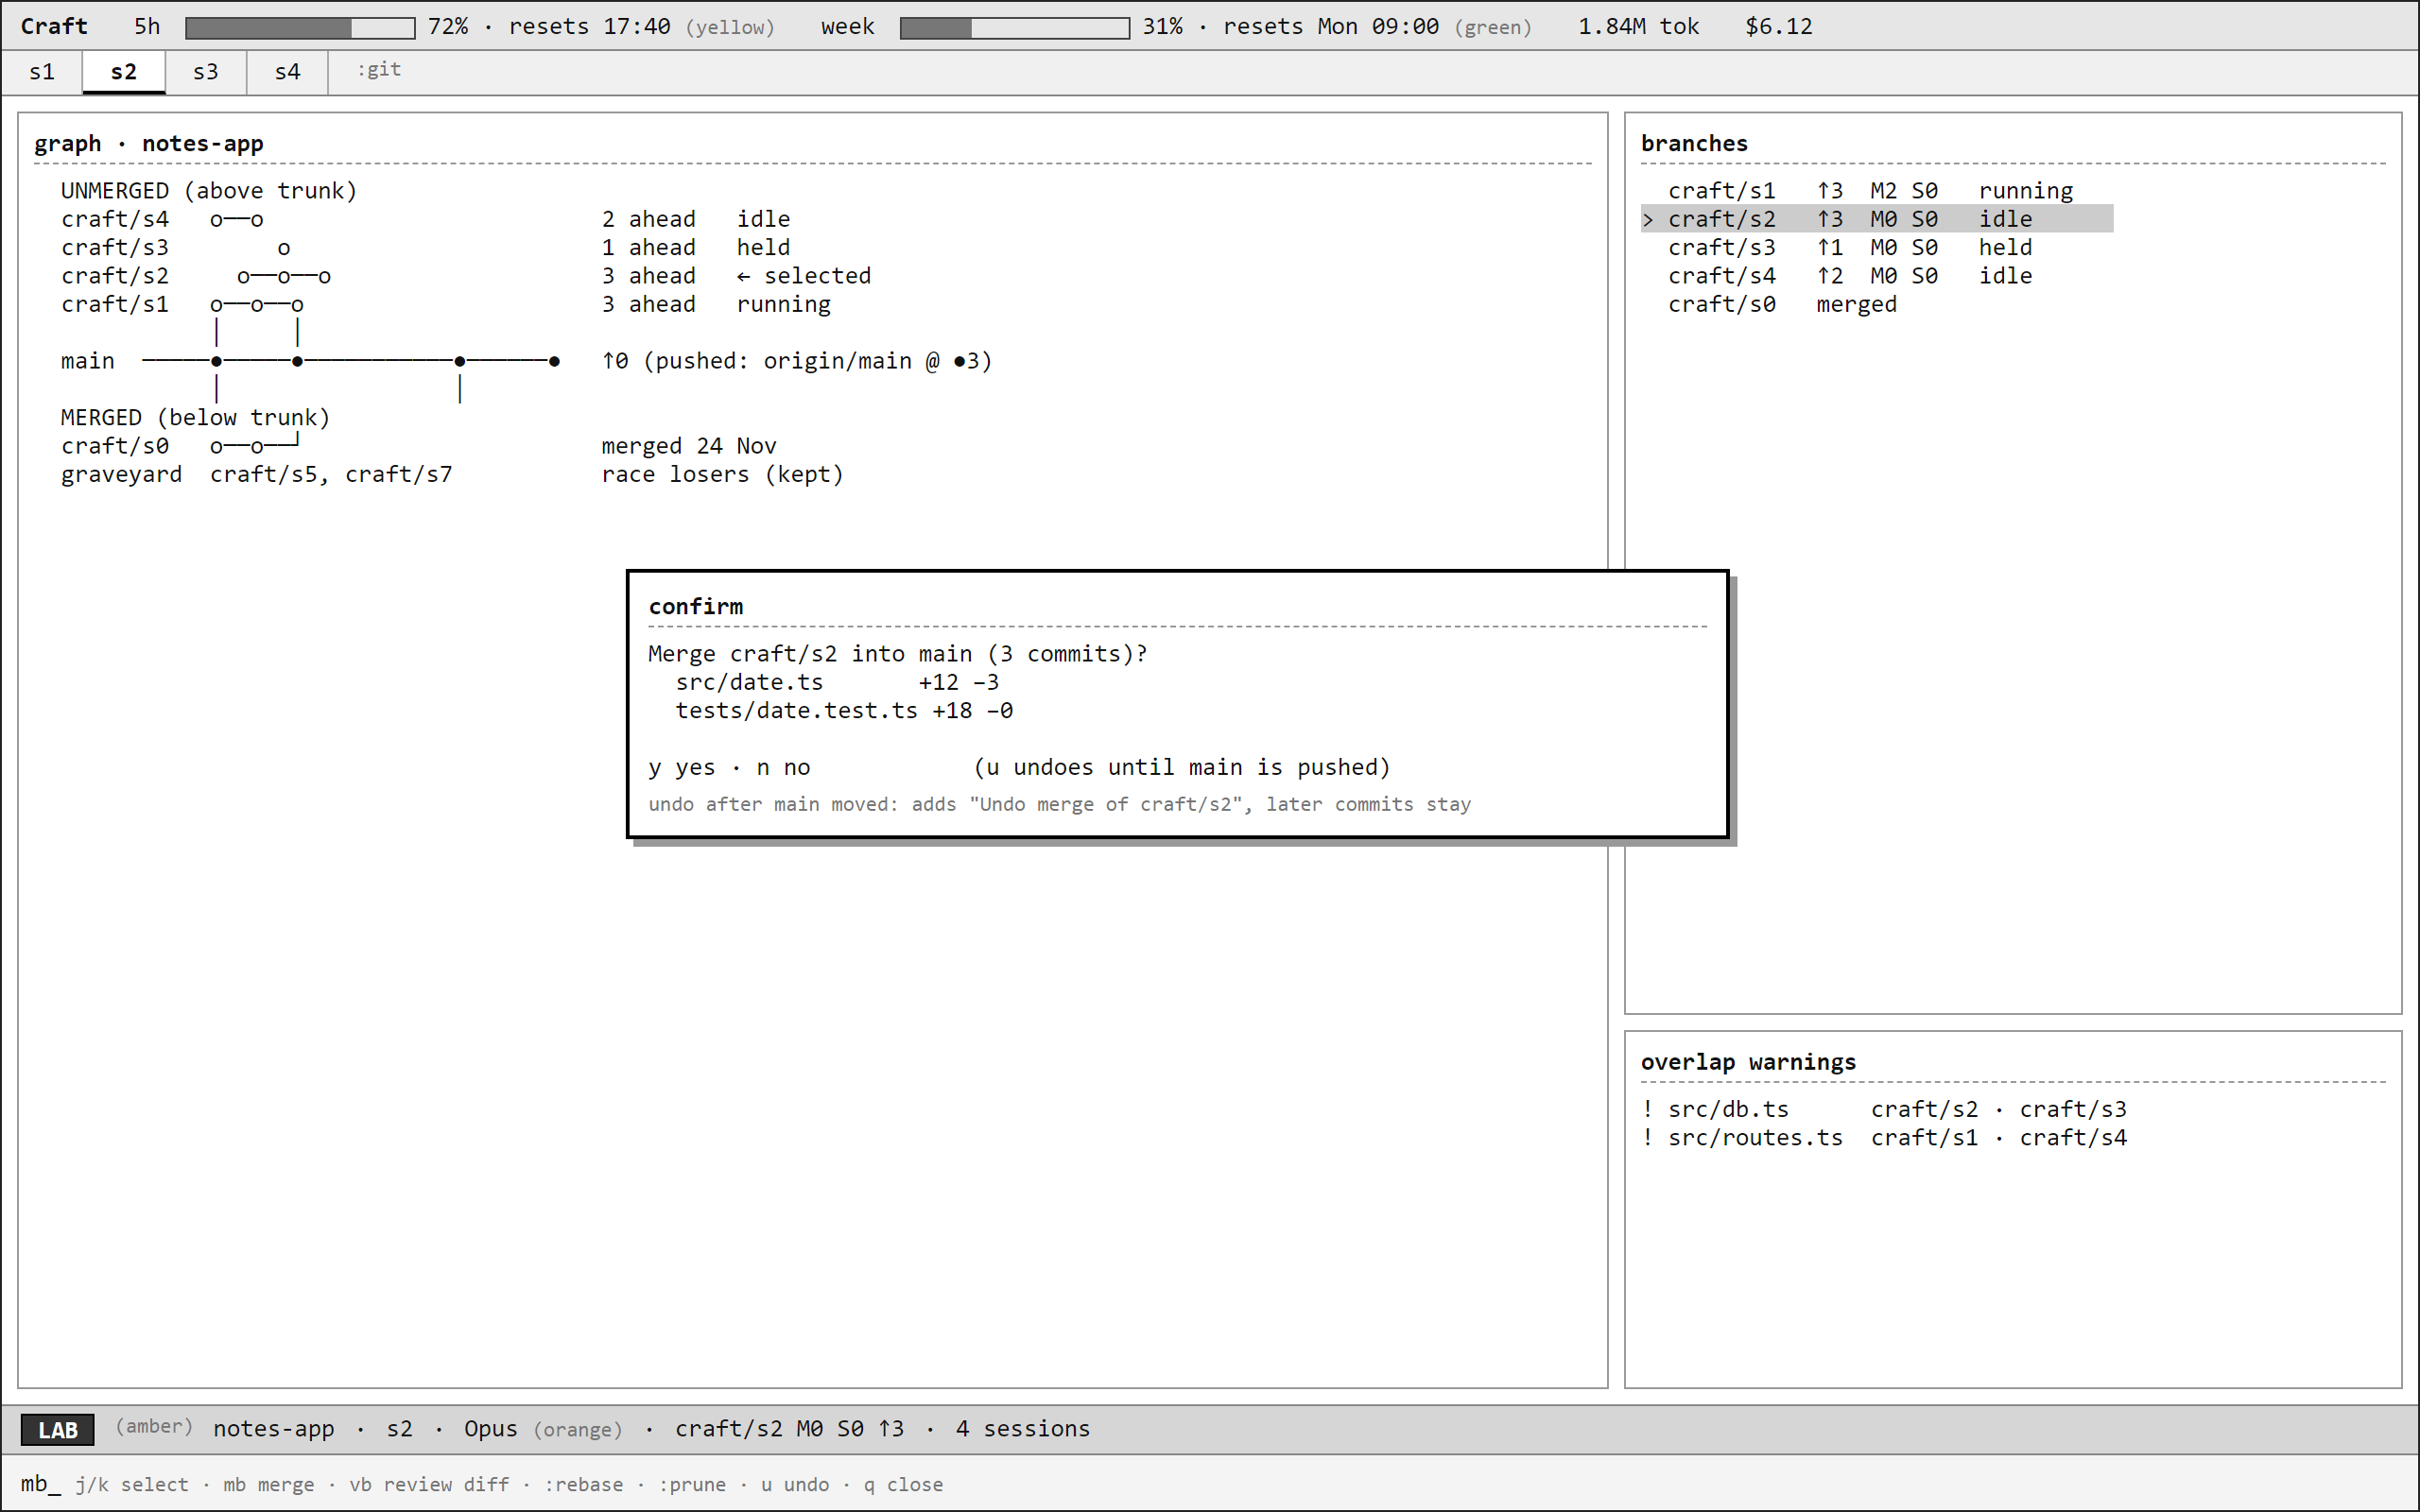 Craft 5h 72% · resets 17:40 (yellow) week 31% · resets Mon 09:00 (green) 1.84M tok $6.12
s1 s2 s3 s4 :git
graph · notes-app
UNMERGED (above trunk)
craft/s4 o──o 2 ahead idle
craft/s3 o 1 ahead held
craft/s2 o──o──o 3 ahead ← selected
craft/s1 o──o──o 3 ahead running
main ─────●─────●───────────●──────● ↑0 (pushed: origin/main @ ●3)
MERGED (below trunk)
craft/s0 o──o──┘ merged 24 Nov
graveyard craft/s5, craft/s7 race losers (kept)
branches
craft/s1 ↑3 M2 S0 running
> craft/s2 ↑3 M0 S0 idle
craft/s3 ↑1 M0 S0 held
craft/s4 ↑2 M0 S0 idle
craft/s0 merged
confirm
Merge craft/s2 into main (3 commits)?
src/date.ts +12 −3
tests/date.test.ts +18 −0
y yes · n no (u undoes until main is pushed)
undo after main moved: adds "Undo merge of craft/s2", later commits stay
overlap warnings
! src/db.ts craft/s2 · craft/s3
! src/routes.ts craft/s1 · craft/s4
LAB (amber) notes-app · s2 · Opus (orange) · craft/s2 M0 S0 ↑3 · 4 sessions
mb_ j/k select · mb merge · vb review diff · :rebase · :prune · u undo · q close